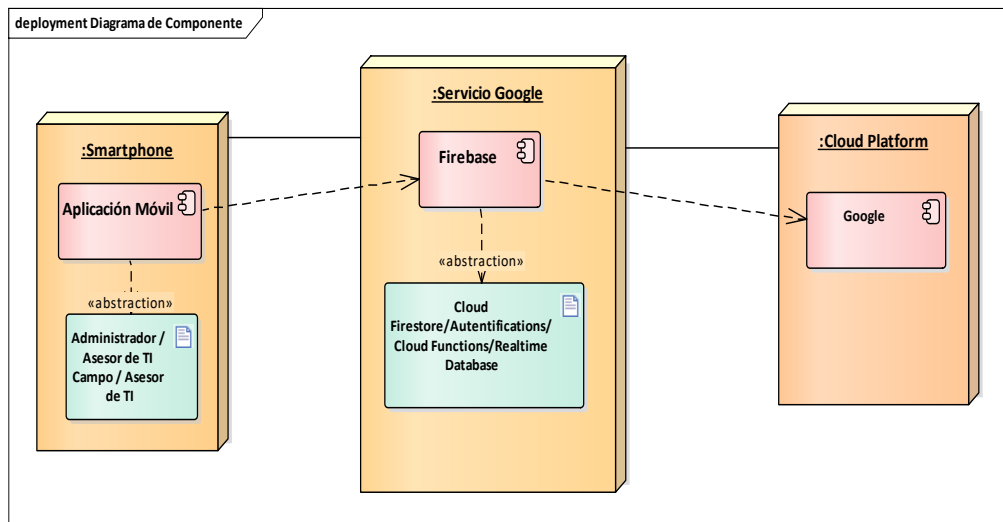 deployment Diagrama de Componente
:Smartphone
Aplicación Móvil
«abstraction»
Administrador /
Asesor de TI
Campo / Asesor
de TI
:Servicio Google
Firebase
«abstraction»
Cloud
Firestore/Autentifications/
Cloud Functions/Realtime
Database
:Cloud Platform
Google